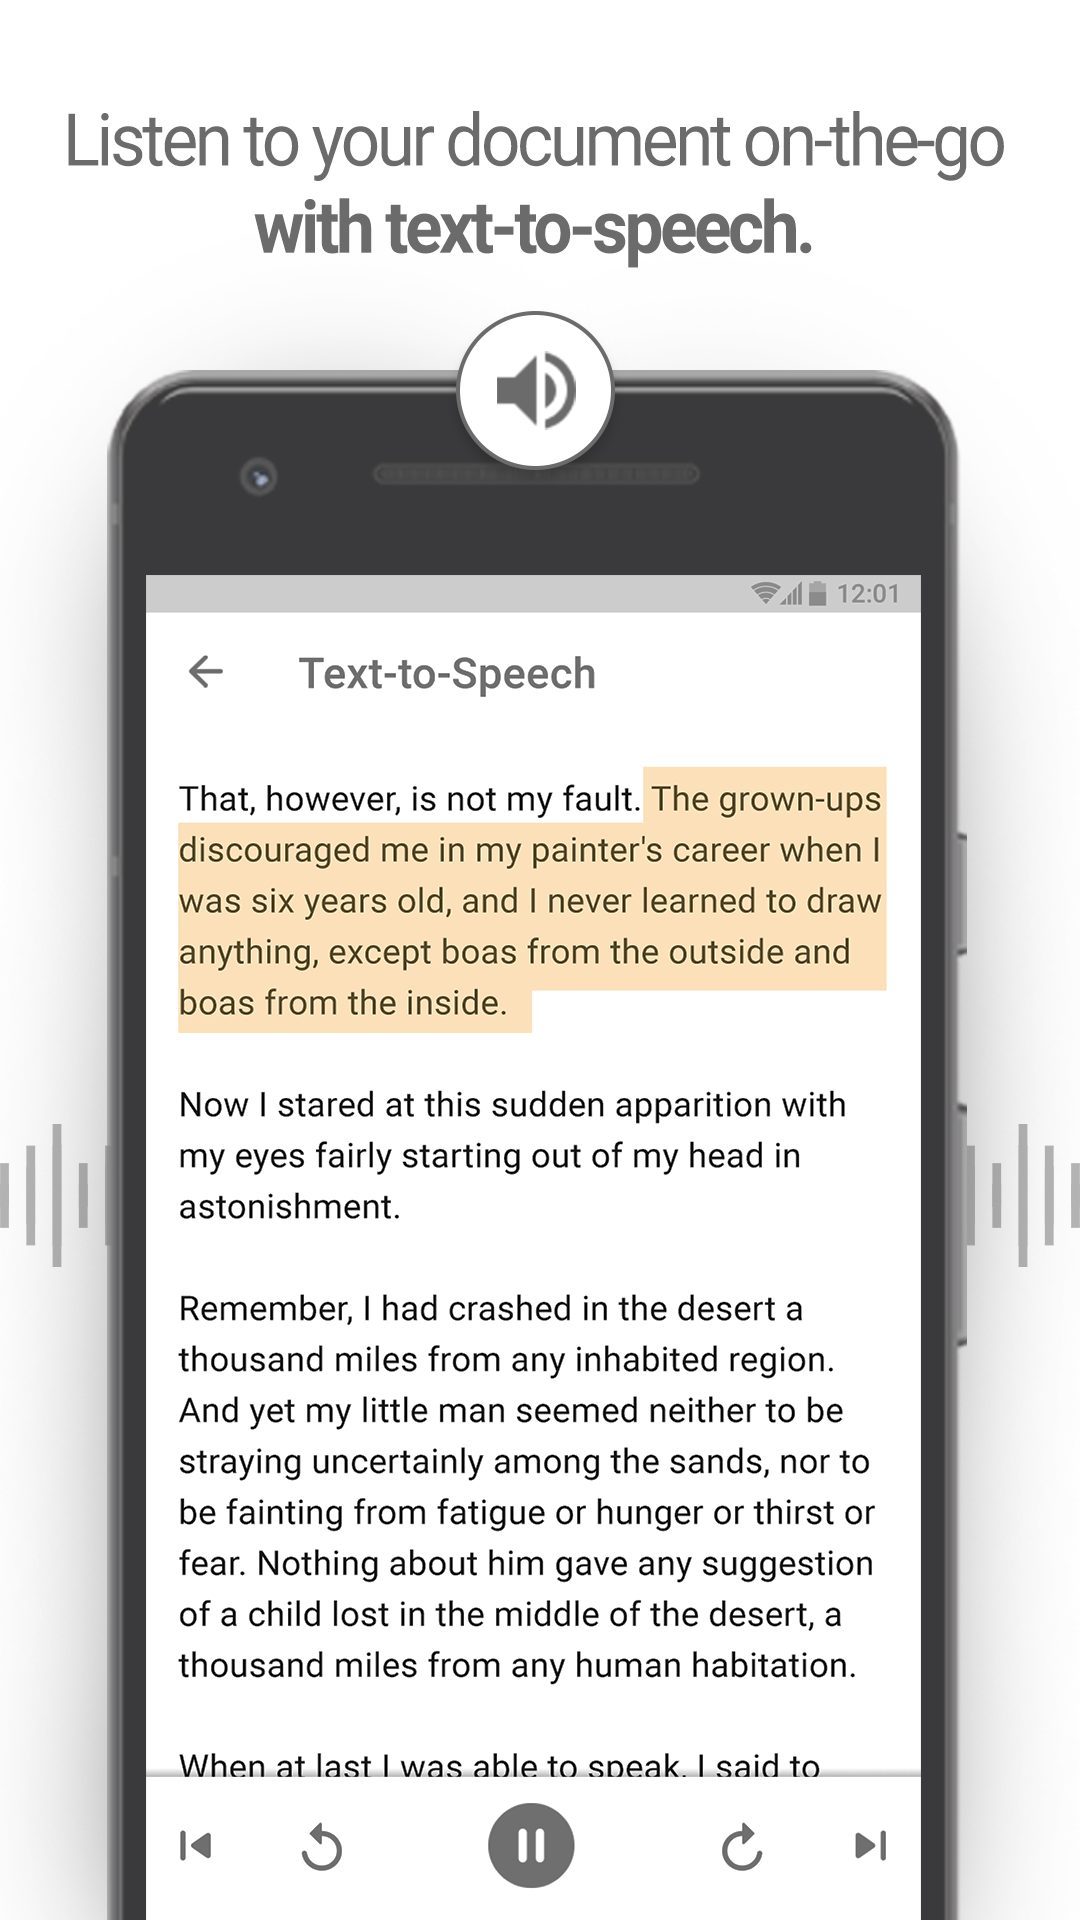 Listen to your document on-the-go
with text-to-speech.
12:01
Text-to-Speech
That, however, is not my fault. The grown-ups
discouraged me in my painter's career when I
was six years old, and I never learned to draw
anything, except boas from the outside and
boas from the inside.
Now I stared at this sudden apparition with
my eyes fairly starting out of my head in
astonishment.
Remember, I had crashed in the desert a
thousand miles from any inhabited region.
And yet my little man seemed neither to be
straying uncertainly among the sands, nor to
be fainting from fatigue or hunger or thirst or
fear. Nothing about him gave any suggestion
of a child lost in the middle of the desert, a
thousand miles from any human habitation.
When at last I was able to speak, I said to